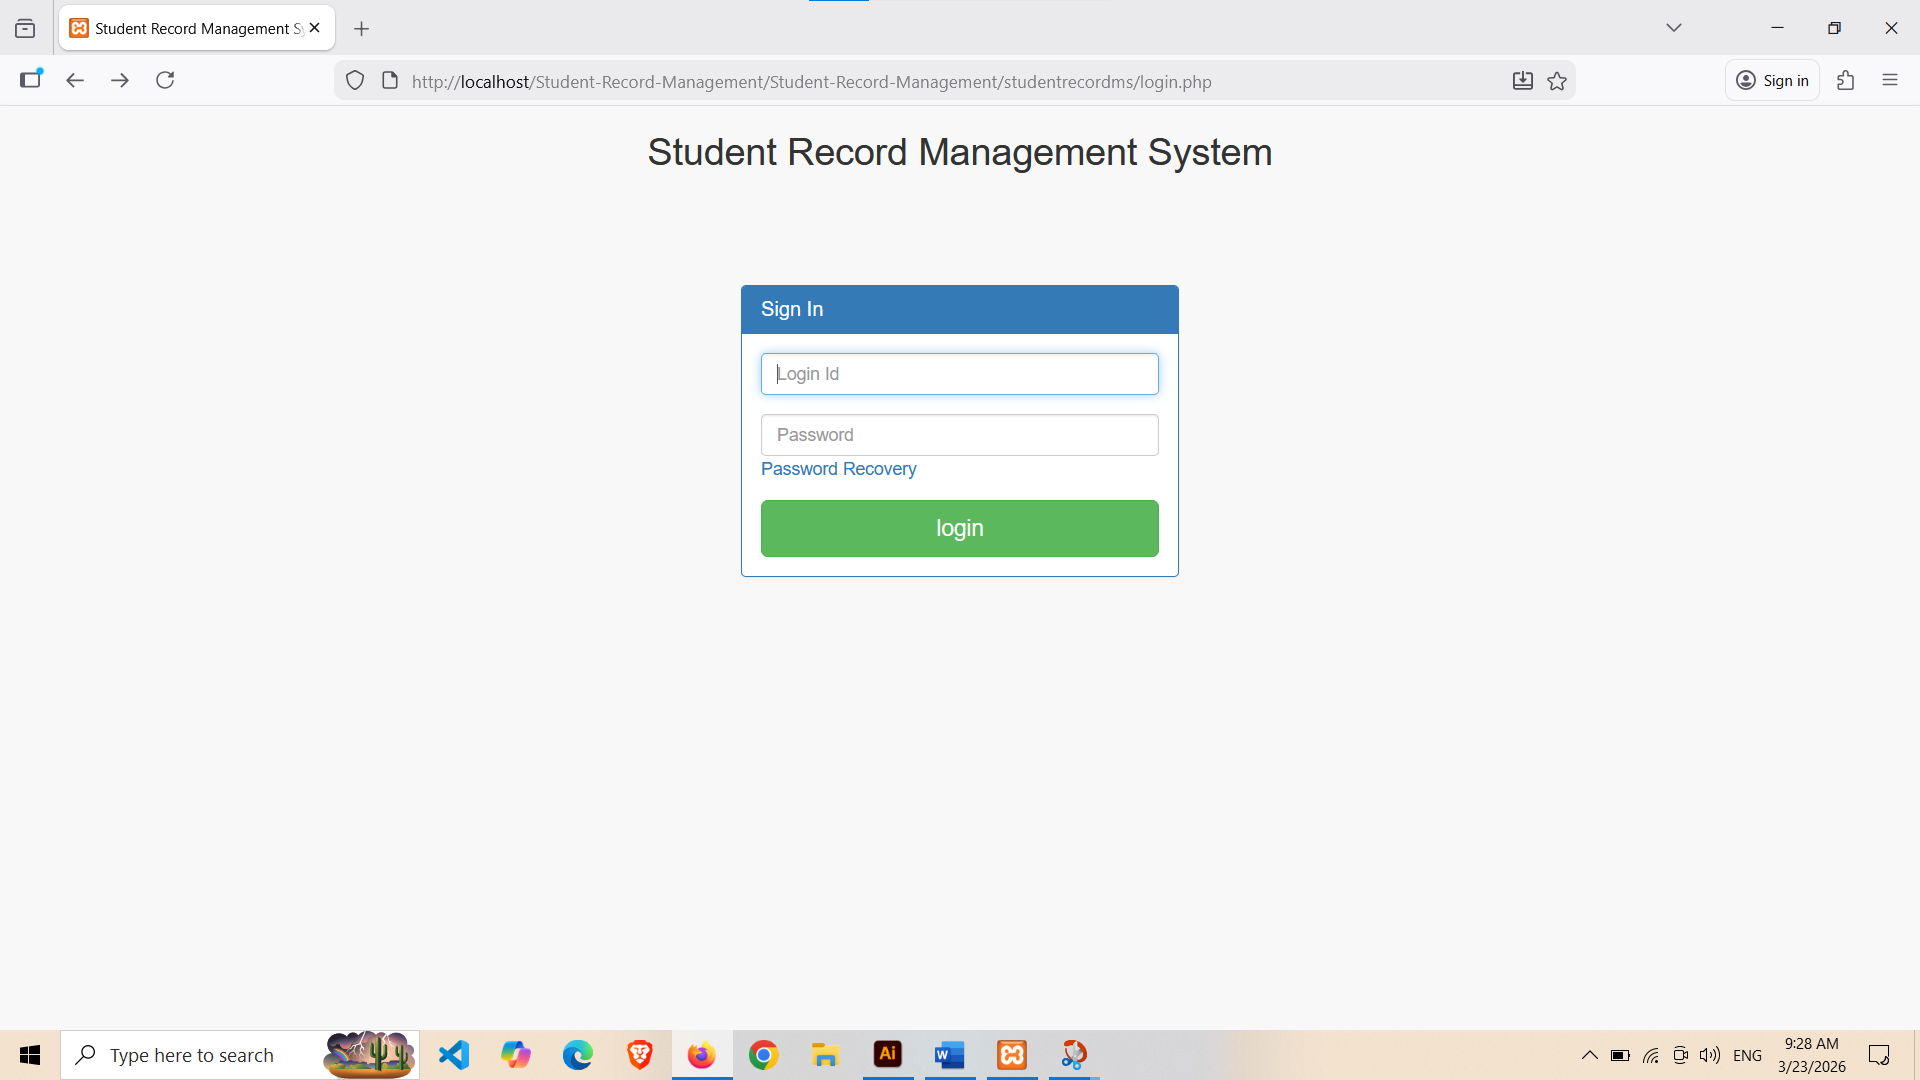 Student Record Management S
Sign in
http://localhost/Student-Record-Management/Student-Record-Management/studentrecordms/login.php
Student Record Management System
Sign In
Login Id
Password
Password Recovery
login
Type here to search
Ai
W
ENG
9:28 AM
3/23/2026